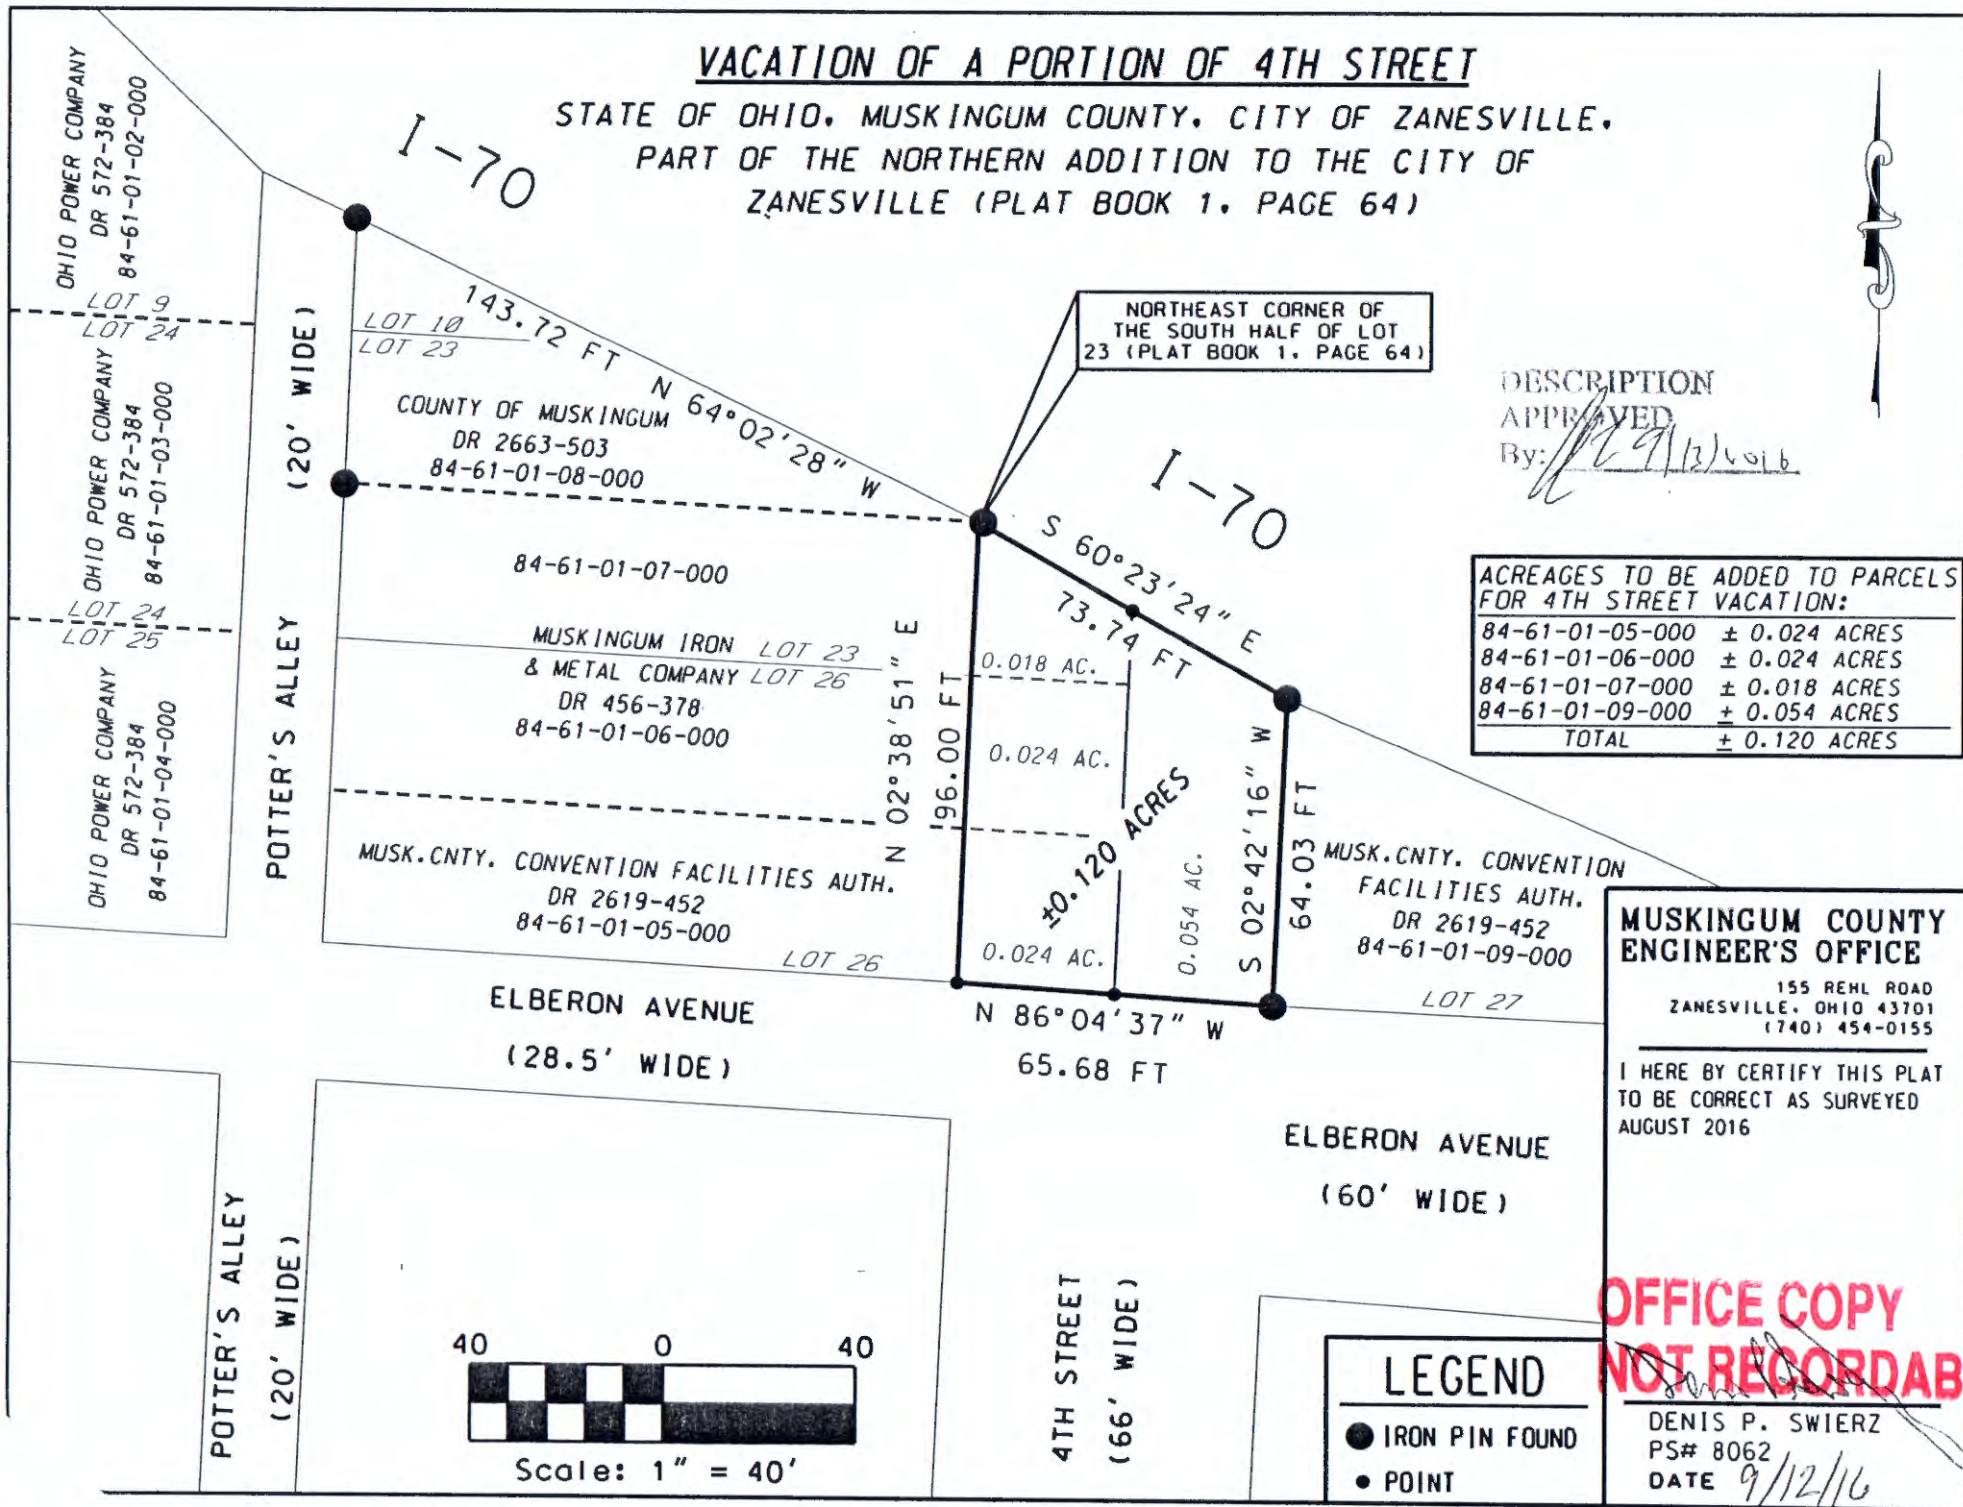 VACATION OF A PORTION OF 4TH STREET
STATE OF OHIO. MUSKINGUM COUNTY. CITY OF ZANESVILLE.
PART OF THE NORTHERN ADDITION TO THE CITY OF
ZANESVILLE (PLAT BOOK 1. PAGE 64)
I-70
OHIO POWER COMPANY
DR 572-384
84-61-01-02-000
LOT 9
LOT 24
OHIO POWER COMPANY
DR 572-384
84-61-01-03-000
LOT 24
LOT 25
OHIO POWER COMPANY
DR 572-384
84-61-01-04-000
POTTER'S ALLEY (20' WIDE)
LOT 10
LOT 23
143.72 FT N 64°02'28" W
COUNTY OF MUSKINGUM
DR 2663-503
84-61-01-08-000
84-61-01-07-000
MUSKINGUM IRON LOT 23
& METAL COMPANY LOT 26
DR 456-378
84-61-01-06-000
MUSK.CNTY. CONVENTION FACILITIES AUTH.
DR 2619-452
84-61-01-05-000
LOT 26
NORTHEAST CORNER OF
THE SOUTH HALF OF LOT
23 (PLAT BOOK 1. PAGE 64)
I-70
S 60°23'24" E
73.74 FT
N 02°38'51" E
96.00 FT
0.018 AC.
0.024 AC.
±0.120 ACRES
0.024 AC.
0.054 AC.
S 02°42'16" W
64.03 FT
N 86°04'37" W
65.68 FT
MUSK.CNTY. CONVENTION
FACILITIES AUTH.
DR 2619-452
84-61-01-09-000
LOT 27
DESCRIPTION
APPROVED
By:
ACREAGES TO BE ADDED TO PARCELS
FOR 4TH STREET VACATION:
84-61-01-05-000 ± 0.024 ACRES
84-61-01-06-000 ± 0.024 ACRES
84-61-01-07-000 ± 0.018 ACRES
84-61-01-09-000 ± 0.054 ACRES
TOTAL ± 0.120 ACRES
ELBERON AVENUE
(28.5' WIDE)
ELBERON AVENUE
(60' WIDE)
POTTER'S ALLEY
(20' WIDE)
4TH STREET
(66' WIDE)
40 0 40
Scale: 1" = 40'
LEGEND
IRON PIN FOUND
POINT
MUSKINGUM COUNTY
ENGINEER'S OFFICE
155 REHL ROAD
ZANESVILLE. OHIO 43701
(740) 454-0155
I HERE BY CERTIFY THIS PLAT
TO BE CORRECT AS SURVEYED
AUGUST 2016
OFFICE COPY
NOT RECORDAB
DENIS P. SWIERZ
PS# 8062
DATE 9/12/16